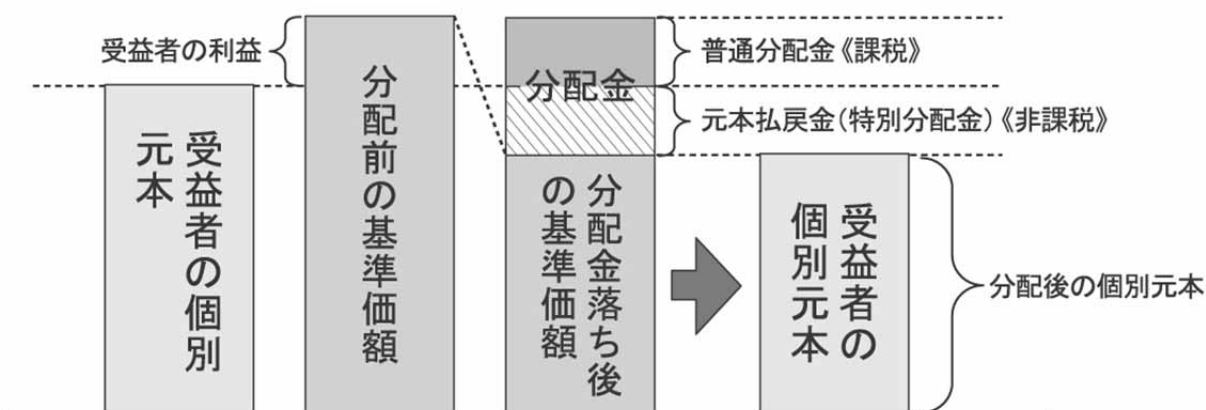 受益者の利益
受益者の個別
元本
分配前の基準価額
分配金
普通分配金《課税》
元本払戻金(特別分配金)《非課税》
分配金落ち後
の基準価額
受益者の
個別元本
分配後の個別元本